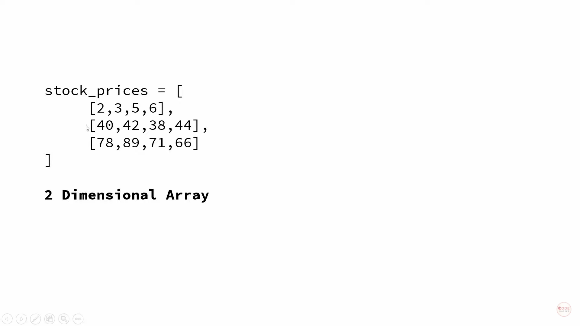 stock_prices = [
[2,3,5,6],
[40,42,38,44],
[78,89,71,66]
]
2 Dimensional Array